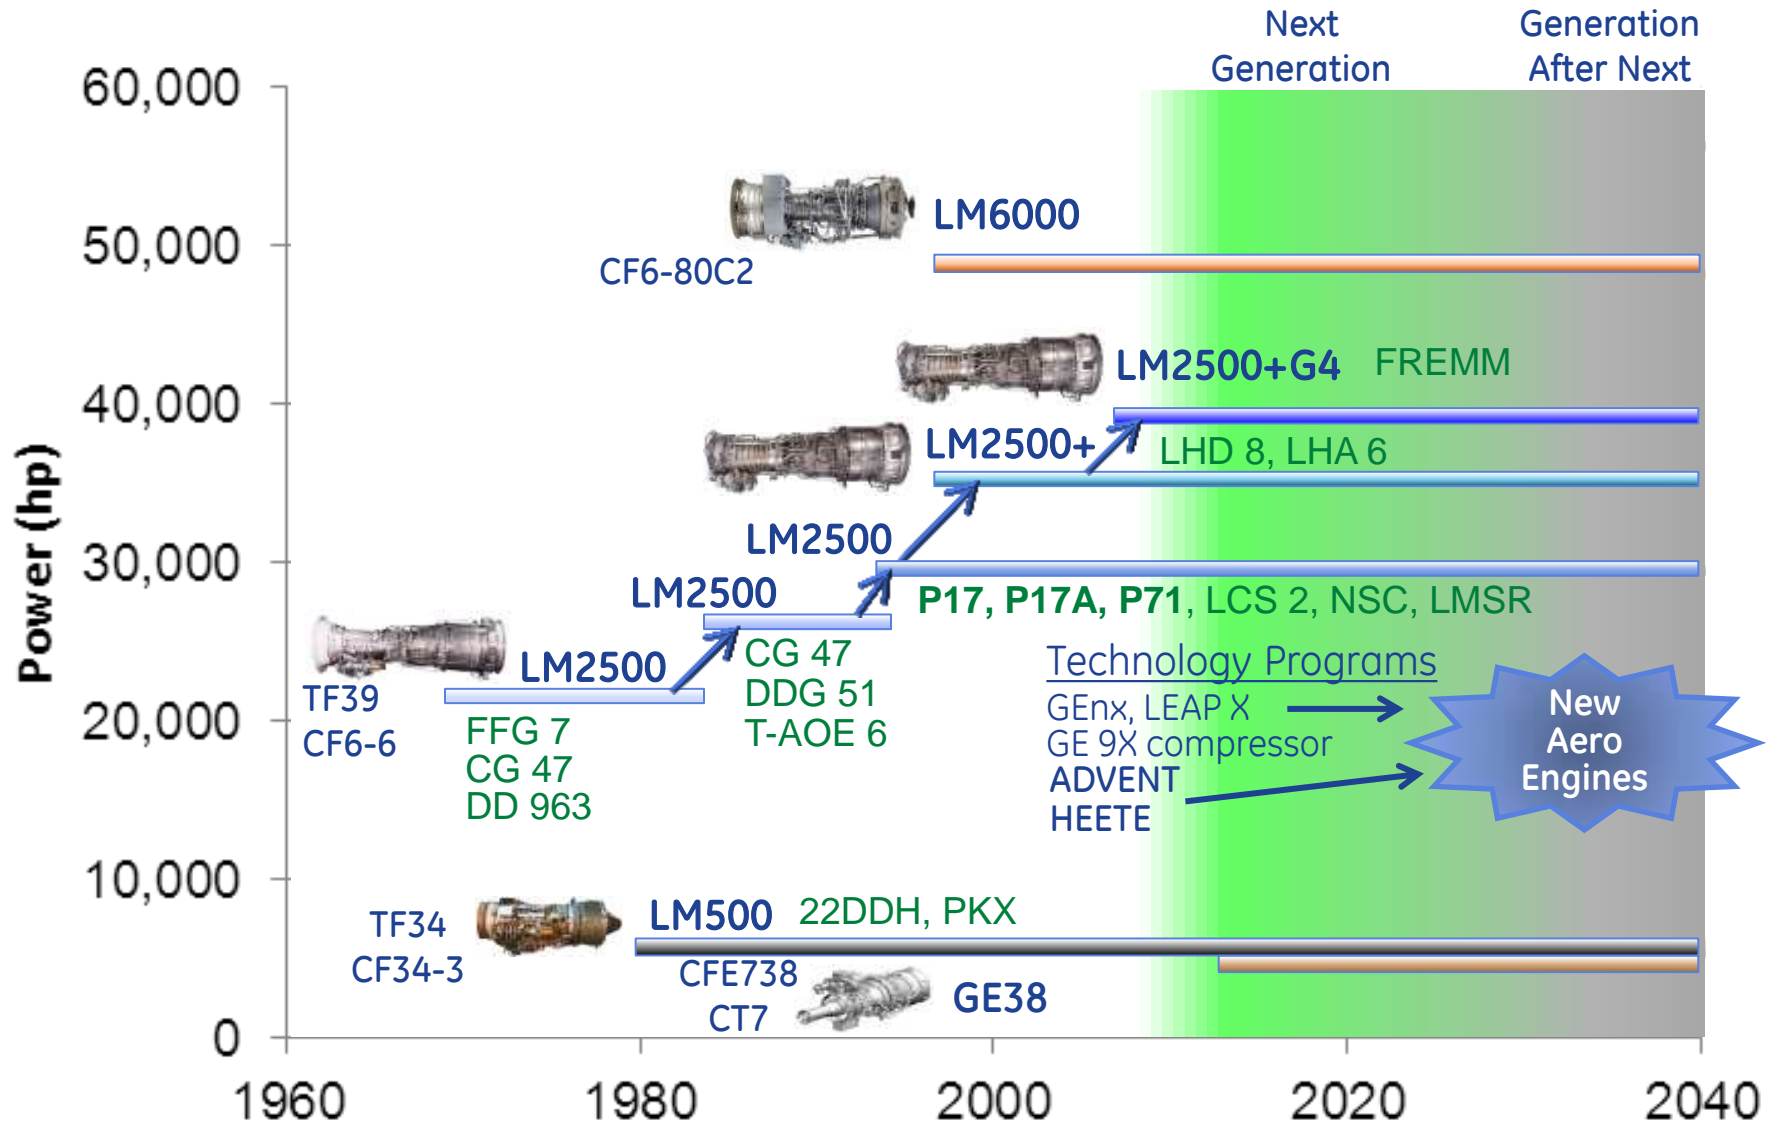 Next
Generation
Generation
After Next
60,000
50,000
40,000
30,000
20,000
10,000
0
Power (hp)
LM6000
CF6-80C2
LM2500+G4
FREMM
LM2500+
LHD 8, LHA 6
LM2500
P17, P17A, P71, LCS 2, NSC, LMSR
LM2500
CG 47
DDG 51
T-AOE 6
LM2500
TF39
CF6-6
FFG 7
CG 47
DD 963
Technology Programs
GEnx, LEAP X
GE 9X compressor
ADVENT
HEETE
New
Aero
Engines
LM500
22DDH, PKX
TF34
CF34-3
CFE738
CT7
GE38
1960
1980
2000
2020
2040